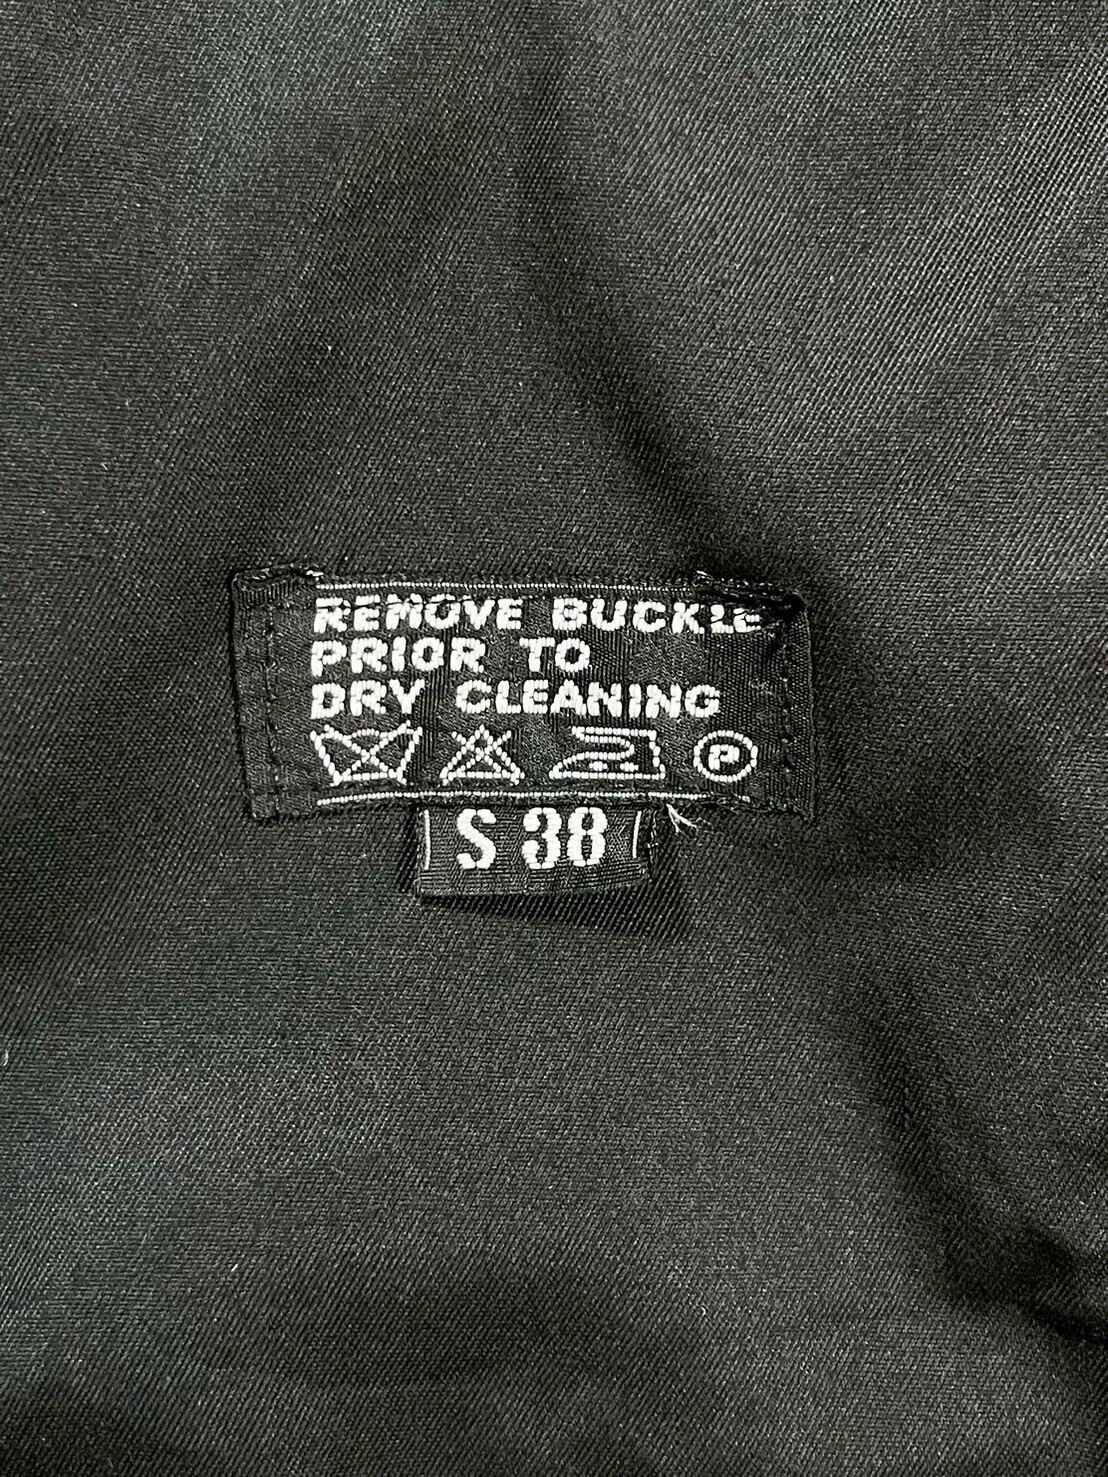 REMOVE BUCKLE
PRIOR TO
DRY CLEANING
P
S 38